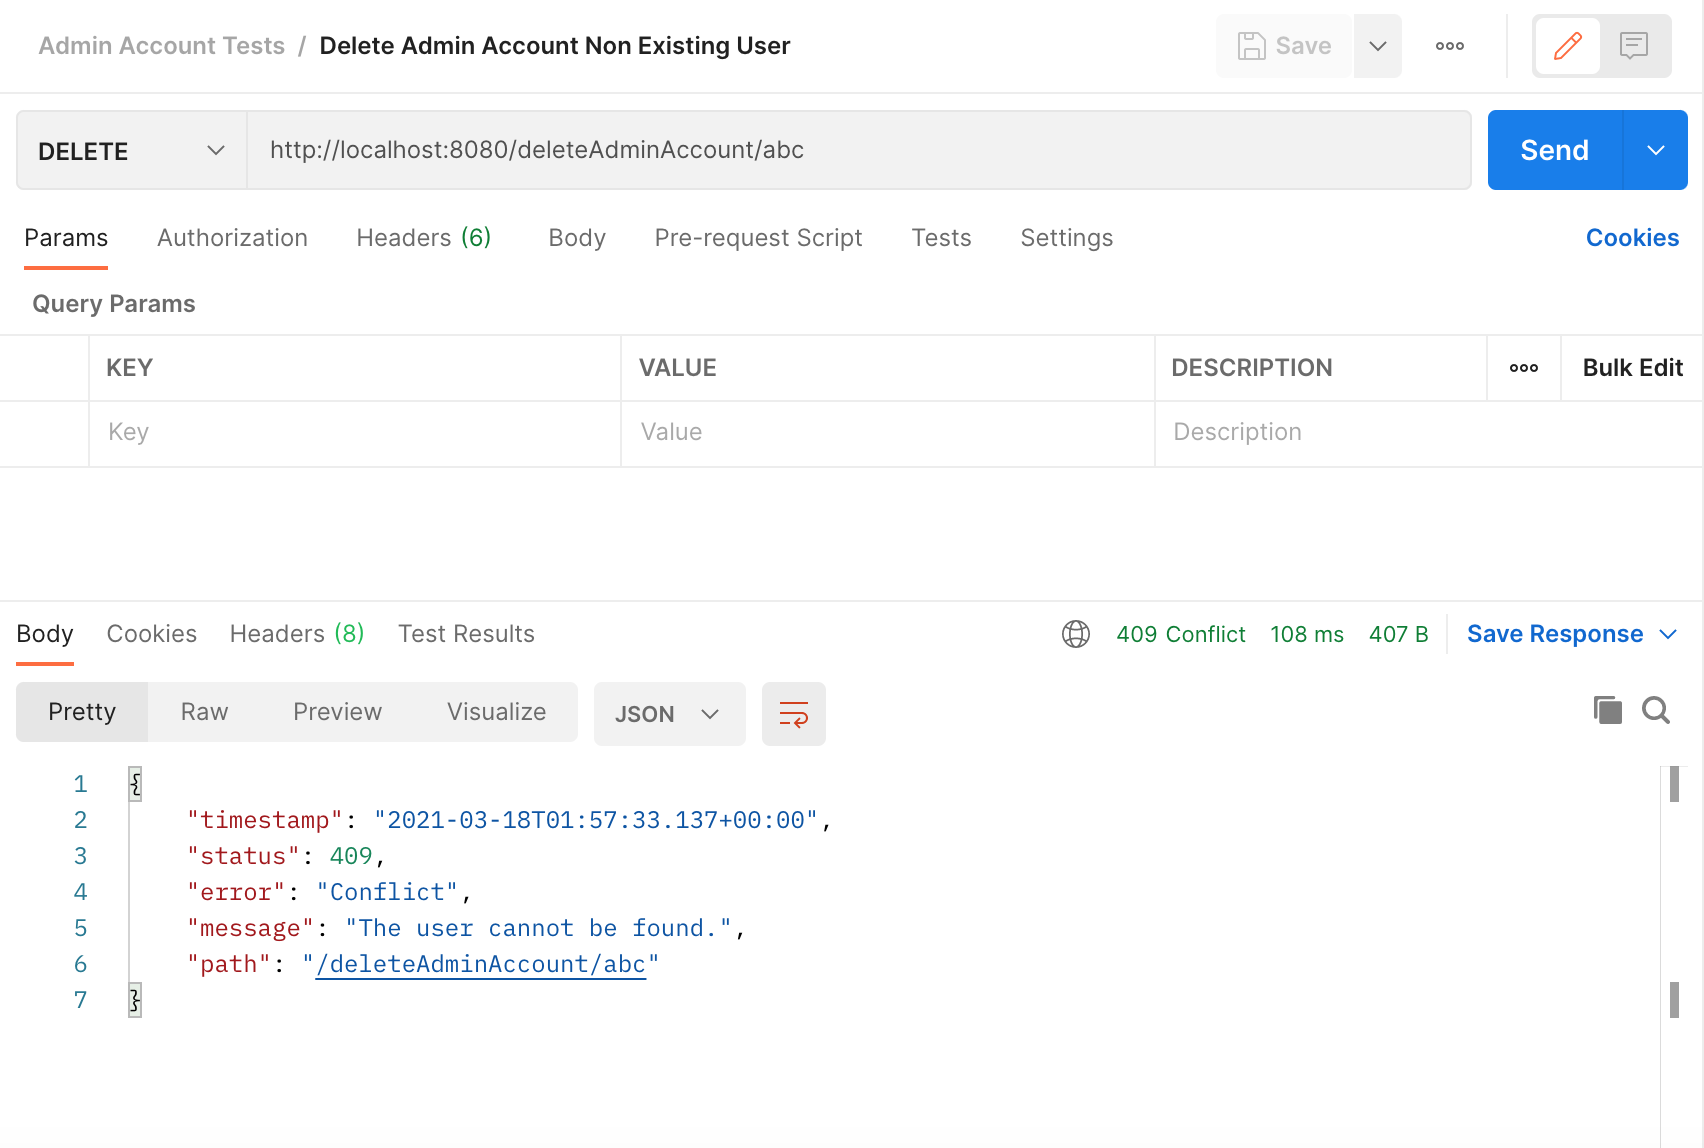 Admin Account Tests / Delete Admin Account Non Existing User
Save
DELETE
http://localhost:8080/deleteAdminAccount/abc
Send
Params Authorization Headers (6) Body Pre-request Script Tests Settings Cookies
Query Params
KEY VALUE DESCRIPTION Bulk Edit
Key Value Description
Body Cookies Headers (8) Test Results 409 Conflict 108 ms 407 B Save Response
Pretty Raw Preview Visualize JSON
1 {
2 "timestamp": "2021-03-18T01:57:33.137+00:00",
3 "status": 409,
4 "error": "Conflict",
5 "message": "The user cannot be found.",
6 "path": "/deleteAdminAccount/abc"
7 }